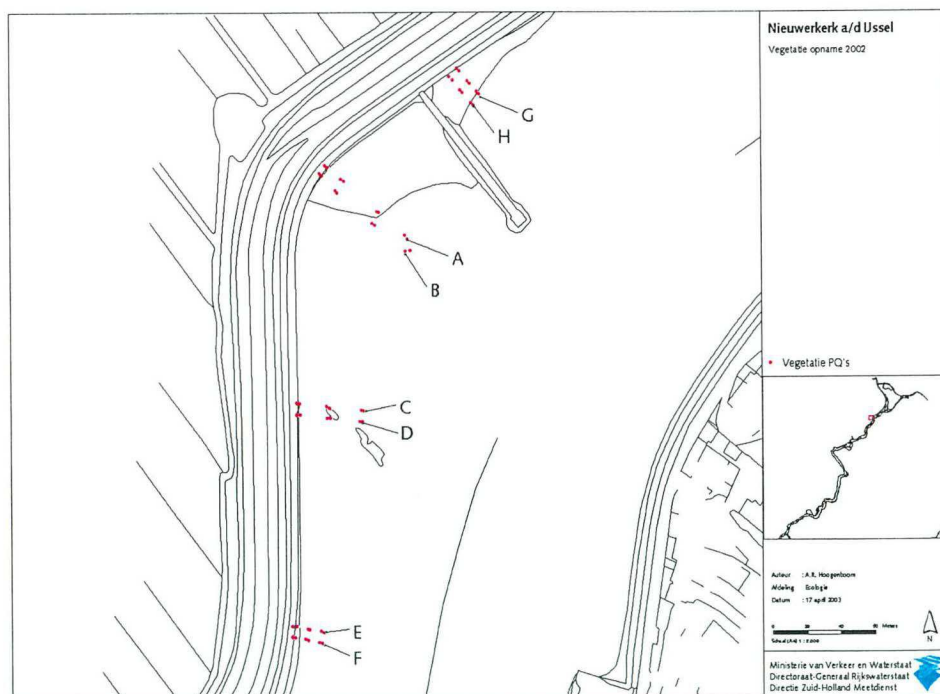 Nieuwerkerk a/d IJssel
Vegetatie opname 2002
G
H
A
B
Vegetatie PQ's
C
D
Auteur : A.R. Hoogenboom
Afdeling : Ecologie
Datum : 17 april 2003
Meters
N
E
F
Ministerie van Verkeer en Waterstaat
Directoraat-Generaal Rijkswaterstaat
Directie Zuid-Holland Meetdienst